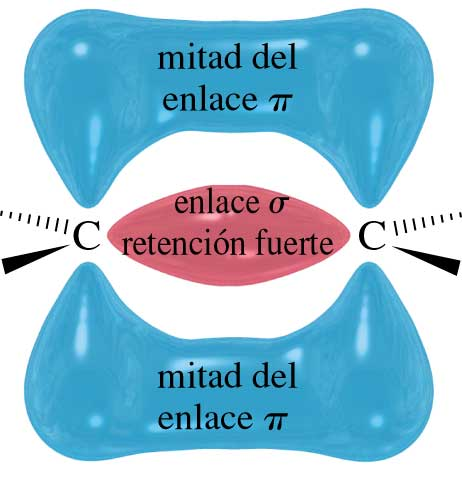 mitad del
enlace π
enlace σ
C retención fuerte C
mitad del
enlace π